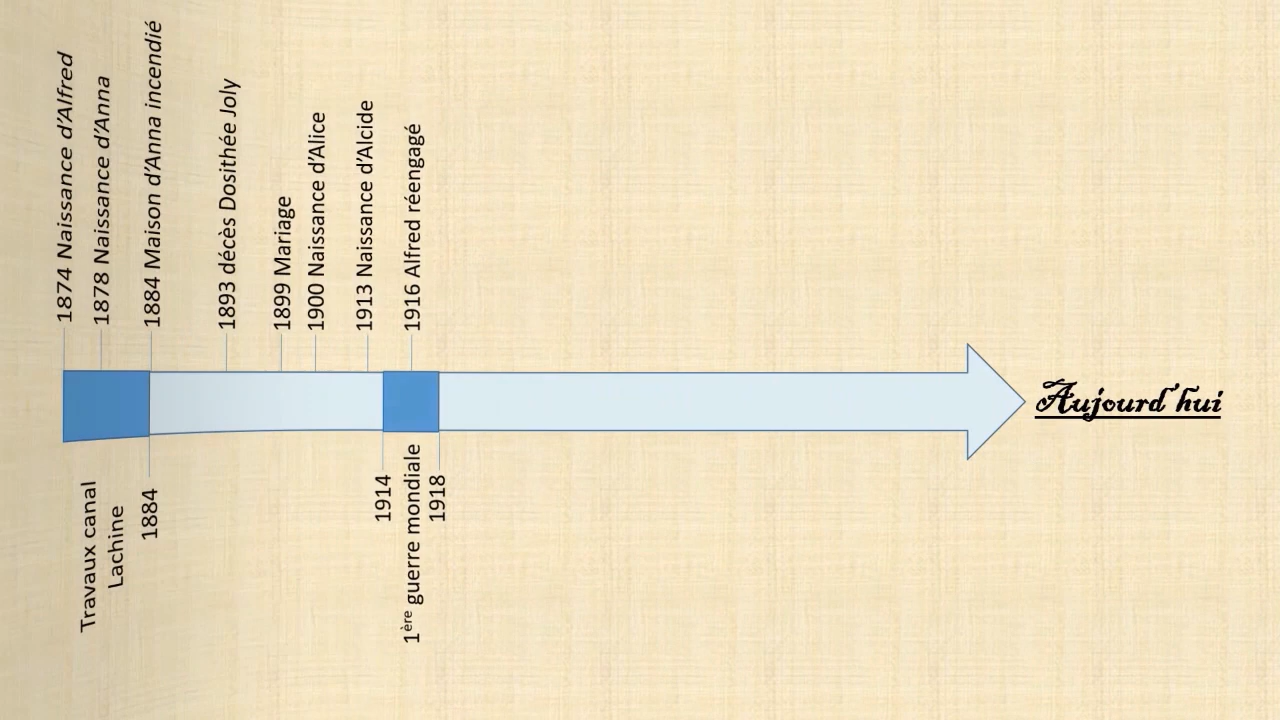 1874 Naissance d’Alfred
1878 Naissance d’Anna
1884 Maison d’Anna incendié
1893 décès Dosithée Joly
1899 Mariage
1900 Naissance d’Alice
1913 Naissance d’Alcide
1916 Alfred réengagé
Aujourd’hui
Travaux canal
Lachine
1884
1914
1ère guerre mondiale
1918